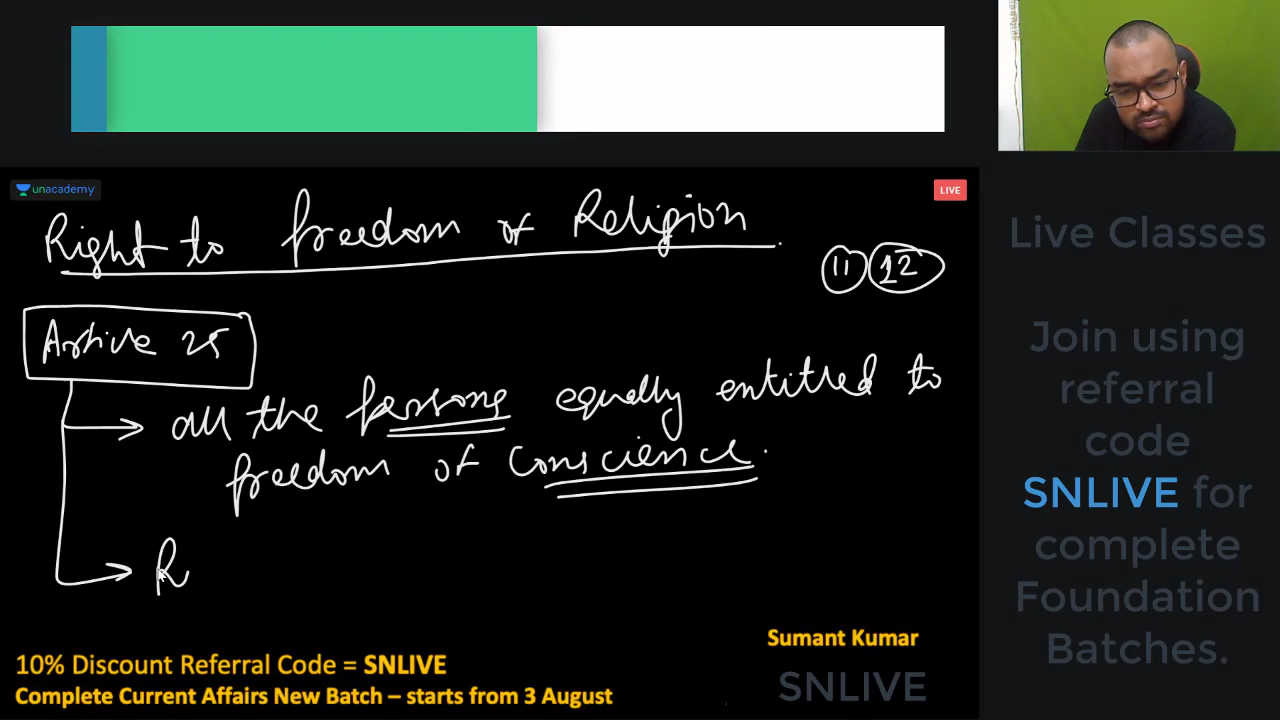 unacademy
LIVE
Right to freedom of Religion
11 12
Artive 25
all the persons equally entitled to
freedom of conscience.
R
Sumant Kumar
SNLIVE
10% Discount Referral Code = SNLIVE
Complete Current Affairs New Batch – starts from 3 August
Live Classes
Join using
referral
code
SNLIVE for
complete
Foundation
Batches.